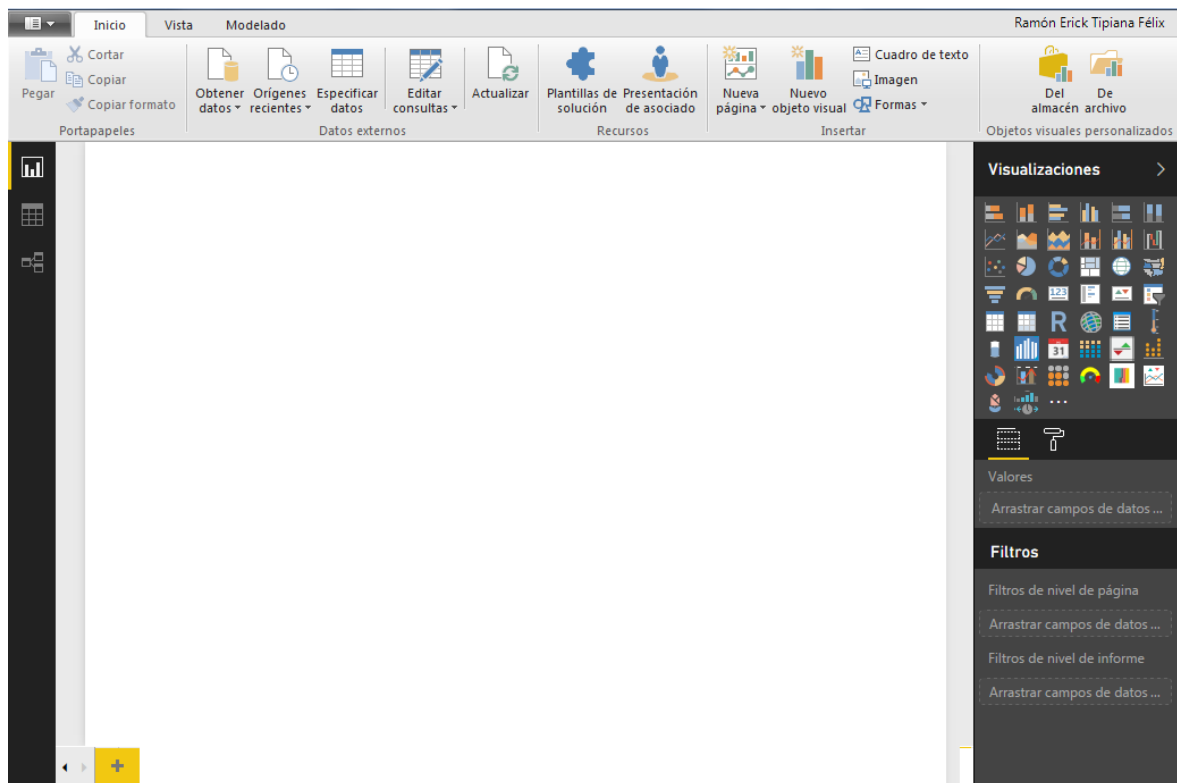 Inicio Vista Modelado Ramón Erick Tipiana Félix
Pegar
Cortar
Copiar
Copiar formato
Portapapeles
Obtener datos
Orígenes recientes
Especificar datos
Editar consultas
Actualizar
Datos externos
Plantillas de solución
Presentación de asociado
Recursos
Nueva página
Nuevo objeto visual
Cuadro de texto
Imagen
Formas
Insertar
Del almacén
De archivo
Objetos visuales personalizados
Visualizaciones
123
R
31
Valores
Arrastrar campos de datos ...
Filtros
Filtros de nivel de página
Arrastrar campos de datos ...
Filtros de nivel de informe
Arrastrar campos de datos ...